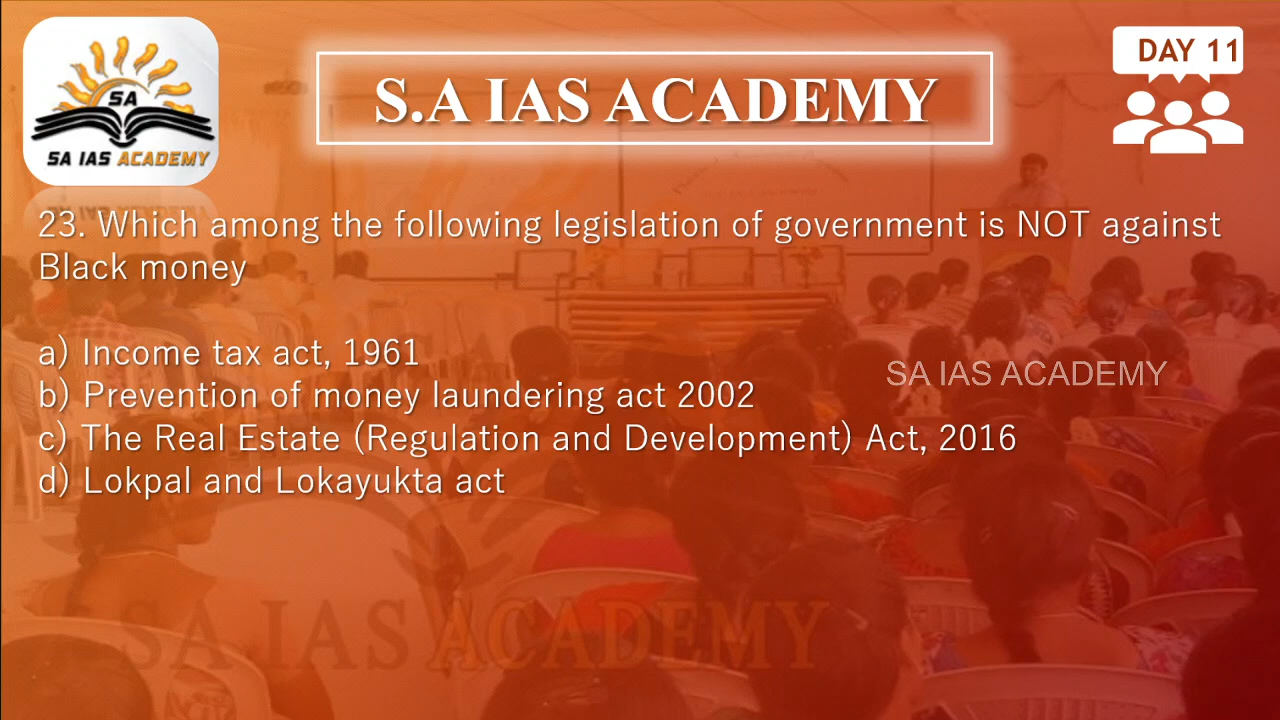 SA
SA IAS ACADEMY
S.A IAS ACADEMY
DAY 11
23. Which among the following legislation of government is NOT against
Black money
a) Income tax act, 1961
b) Prevention of money laundering act 2002
c) The Real Estate (Regulation and Development) Act, 2016
d) Lokpal and Lokayukta act
SA IAS ACADEMY
SA IAS ACADEMY